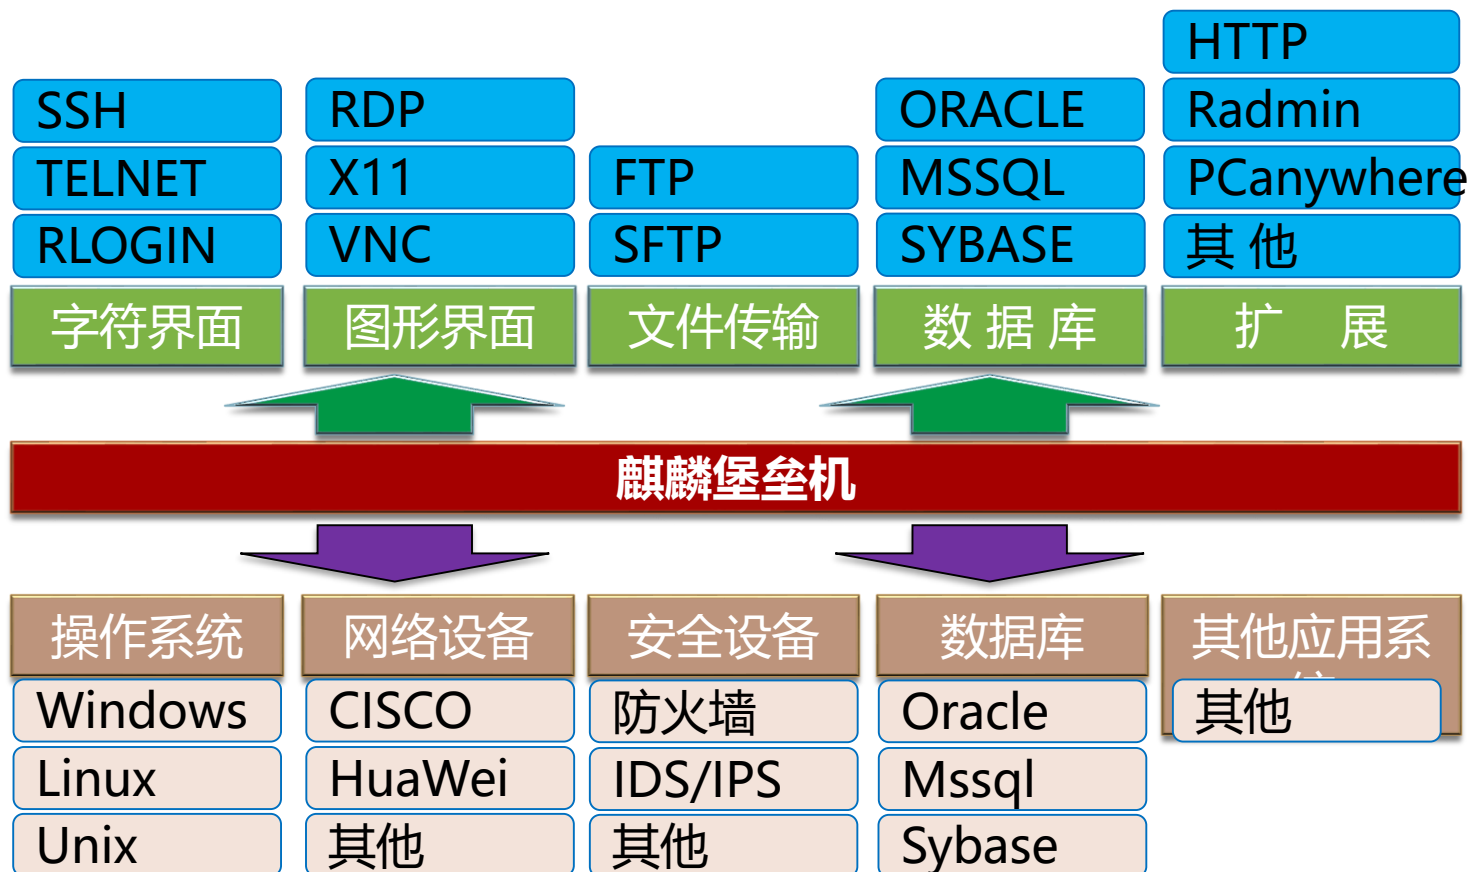 HTTP
SSH
RDP
ORACLE
Radmin
TELNET
X11
FTP
MSSQL
PCanywhere
RLOGIN
VNC
SFTP
SYBASE
其 他
字符界面
图形界面
文件传输
数 据 库
扩 展
麒麟堡垒机
操作系统
网络设备
安全设备
数据库
其他应用系
Windows
CISCO
防火墙
Oracle
其他
Linux
HuaWei
IDS/IPS
Mssql
Unix
其他
其他
Sybase